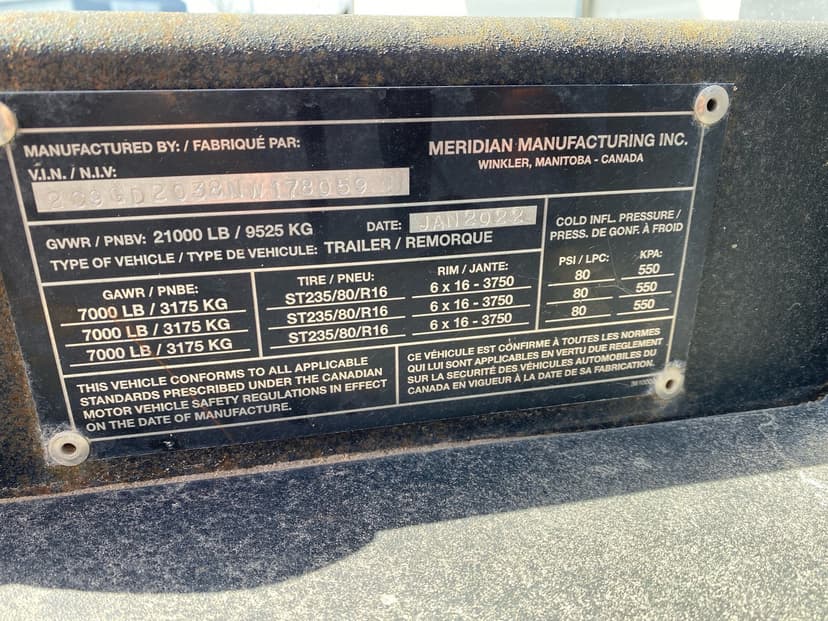 MANUFACTURED BY: / FABRIQUÉ PAR:
MERIDIAN MANUFACTURING INC.
WINKLER, MANITOBA - CANADA
V.I.N. / N.I.V:
GVWR / PNBV: 21000 LB / 9525 KG
DATE: JAN 2022
TYPE OF VEHICLE / TYPE DE VEHICULE: TRAILER / REMORQUE
COLD INFL. PRESSURE /
PRESS. DE GONF. À FROID
GAWR / PNBE:
TIRE / PNEU:
RIM / JANTE:
PSI / LPC:
KPA:
7000 LB / 3175 KG
ST235/80/R16
6 x 16 - 3750
80
550
7000 LB / 3175 KG
ST235/80/R16
6 x 16 - 3750
80
550
7000 LB / 3175 KG
ST235/80/R16
6 x 16 - 3750
80
550
THIS VEHICLE CONFORMS TO ALL APPLICABLE
STANDARDS PRESCRIBED UNDER THE CANADIAN
MOTOR VEHICLE SAFETY REGULATIONS IN EFFECT
ON THE DATE OF MANUFACTURE.
CE VÉHICULE EST CONFIRME À TOUTES LES NORMES
QUI LUI SONT APPLICABLES EN VERTU DUE REGLEMENT
SUR LA SECURITÉ DES VÉHICULES AUTOMOBILES DU
CANADA EN VIGUEUR À LA DATE DE SA FABRICATION.